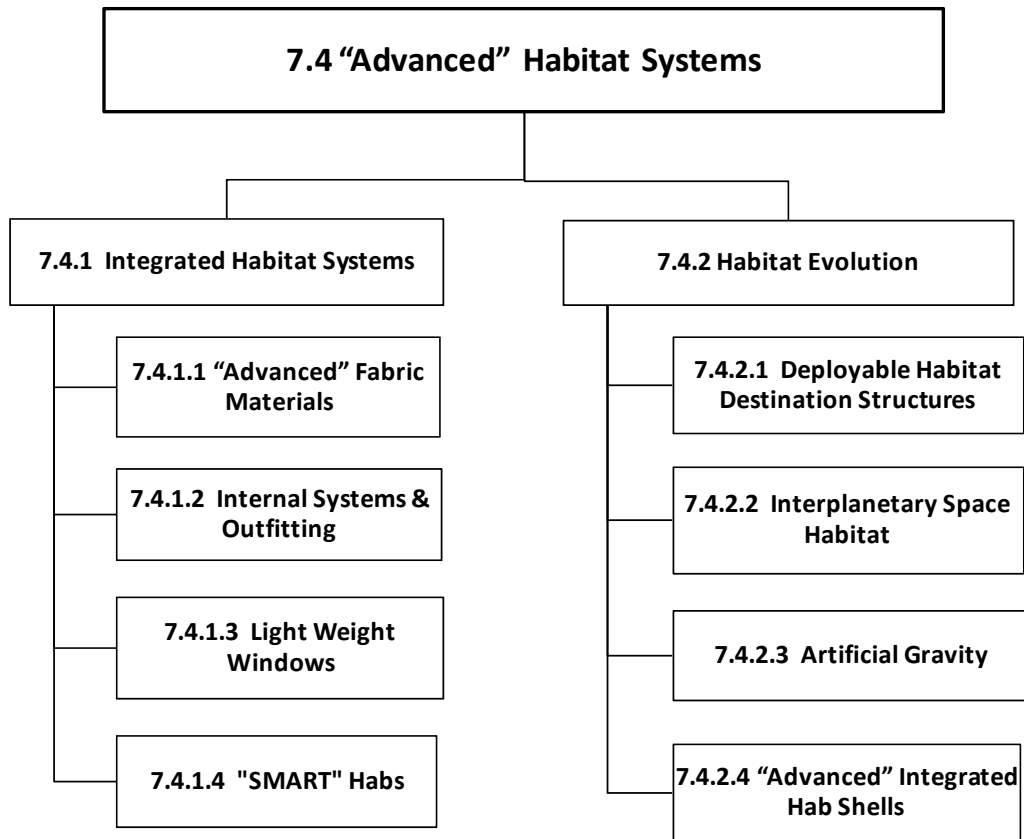 7.4 “Advanced” Habitat Systems
7.4.1 Integrated Habitat Systems
7.4.1.1 “Advanced” Fabric
Materials
7.4.1.2 Internal Systems &
Outfitting
7.4.1.3 Light Weight
Windows
7.4.1.4 "SMART" Habs
7.4.2 Habitat Evolution
7.4.2.1 Deployable Habitat
Destination Structures
7.4.2.2 Interplanetary Space
Habitat
7.4.2.3 Artificial Gravity
7.4.2.4 “Advanced” Integrated
Hab Shells